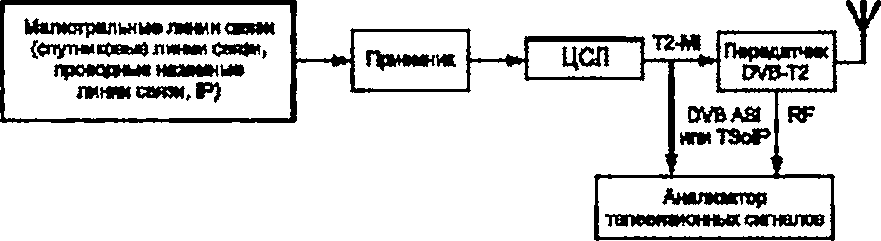 Магистральные линии связи
(спутниковые линии связи,
проводные наземные
линии связи, IP)
Приемник
ЦСП
T2-MI
Передатчик
DVB-T2
DVB ASI
или TSoIP
RF
Анализатор
телевизионных сигналов